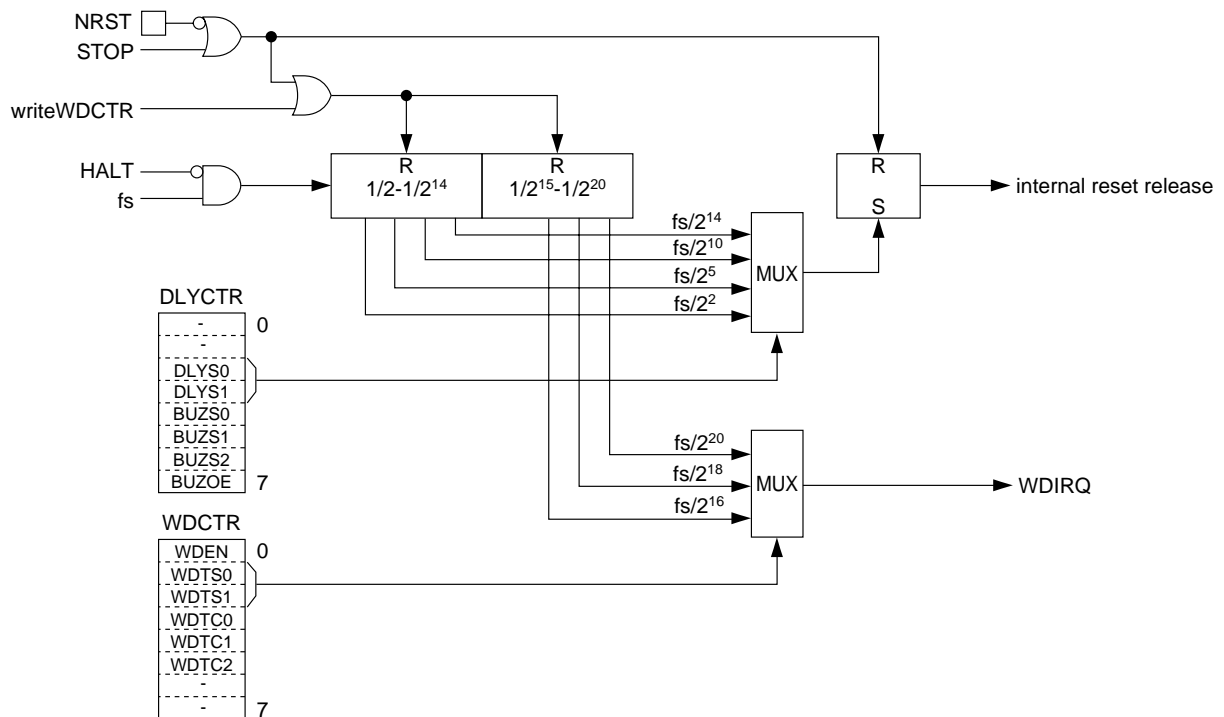 NRST
STOP
writeWDCTR
HALT
fs
R
1/2-1/2¹⁴
R
1/2¹⁵-1/2²⁰
R
S
internal reset release
fs/2¹⁴
fs/2¹⁰
fs/2⁵
fs/2²
MUX
DLYCTR
- 0
-
DLYS0
DLYS1
BUZS0
BUZS1
BUZS2
BUZOE 7
fs/2²⁰
fs/2¹⁸
fs/2¹⁶
MUX
WDIRQ
WDCTR
WDEN 0
WDTS0
WDTS1
WDTC0
WDTC1
WDTC2
-
- 7